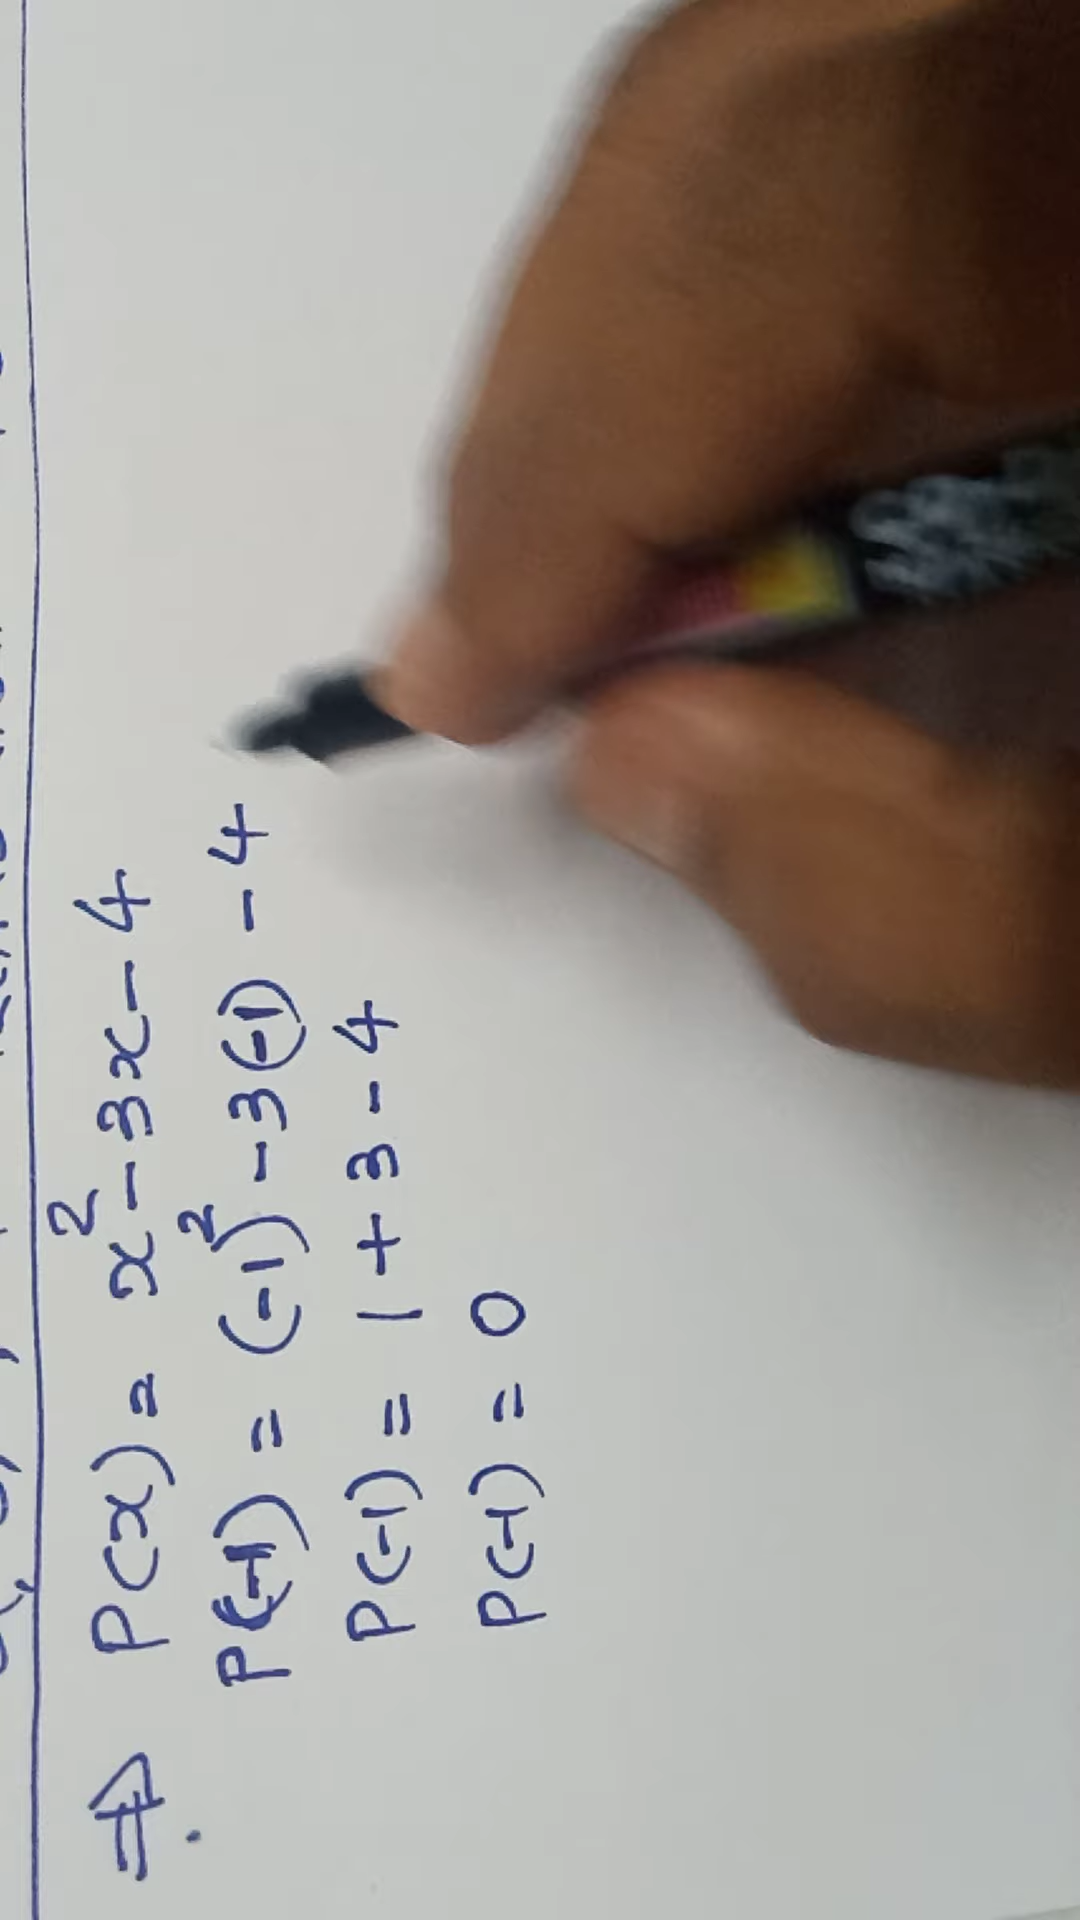 ⇒ P(x) = x² - 3x - 4
P(-1) = (-1)² - 3(-1) - 4
P(-1) = 1 + 3 - 4
P(-1) = 0